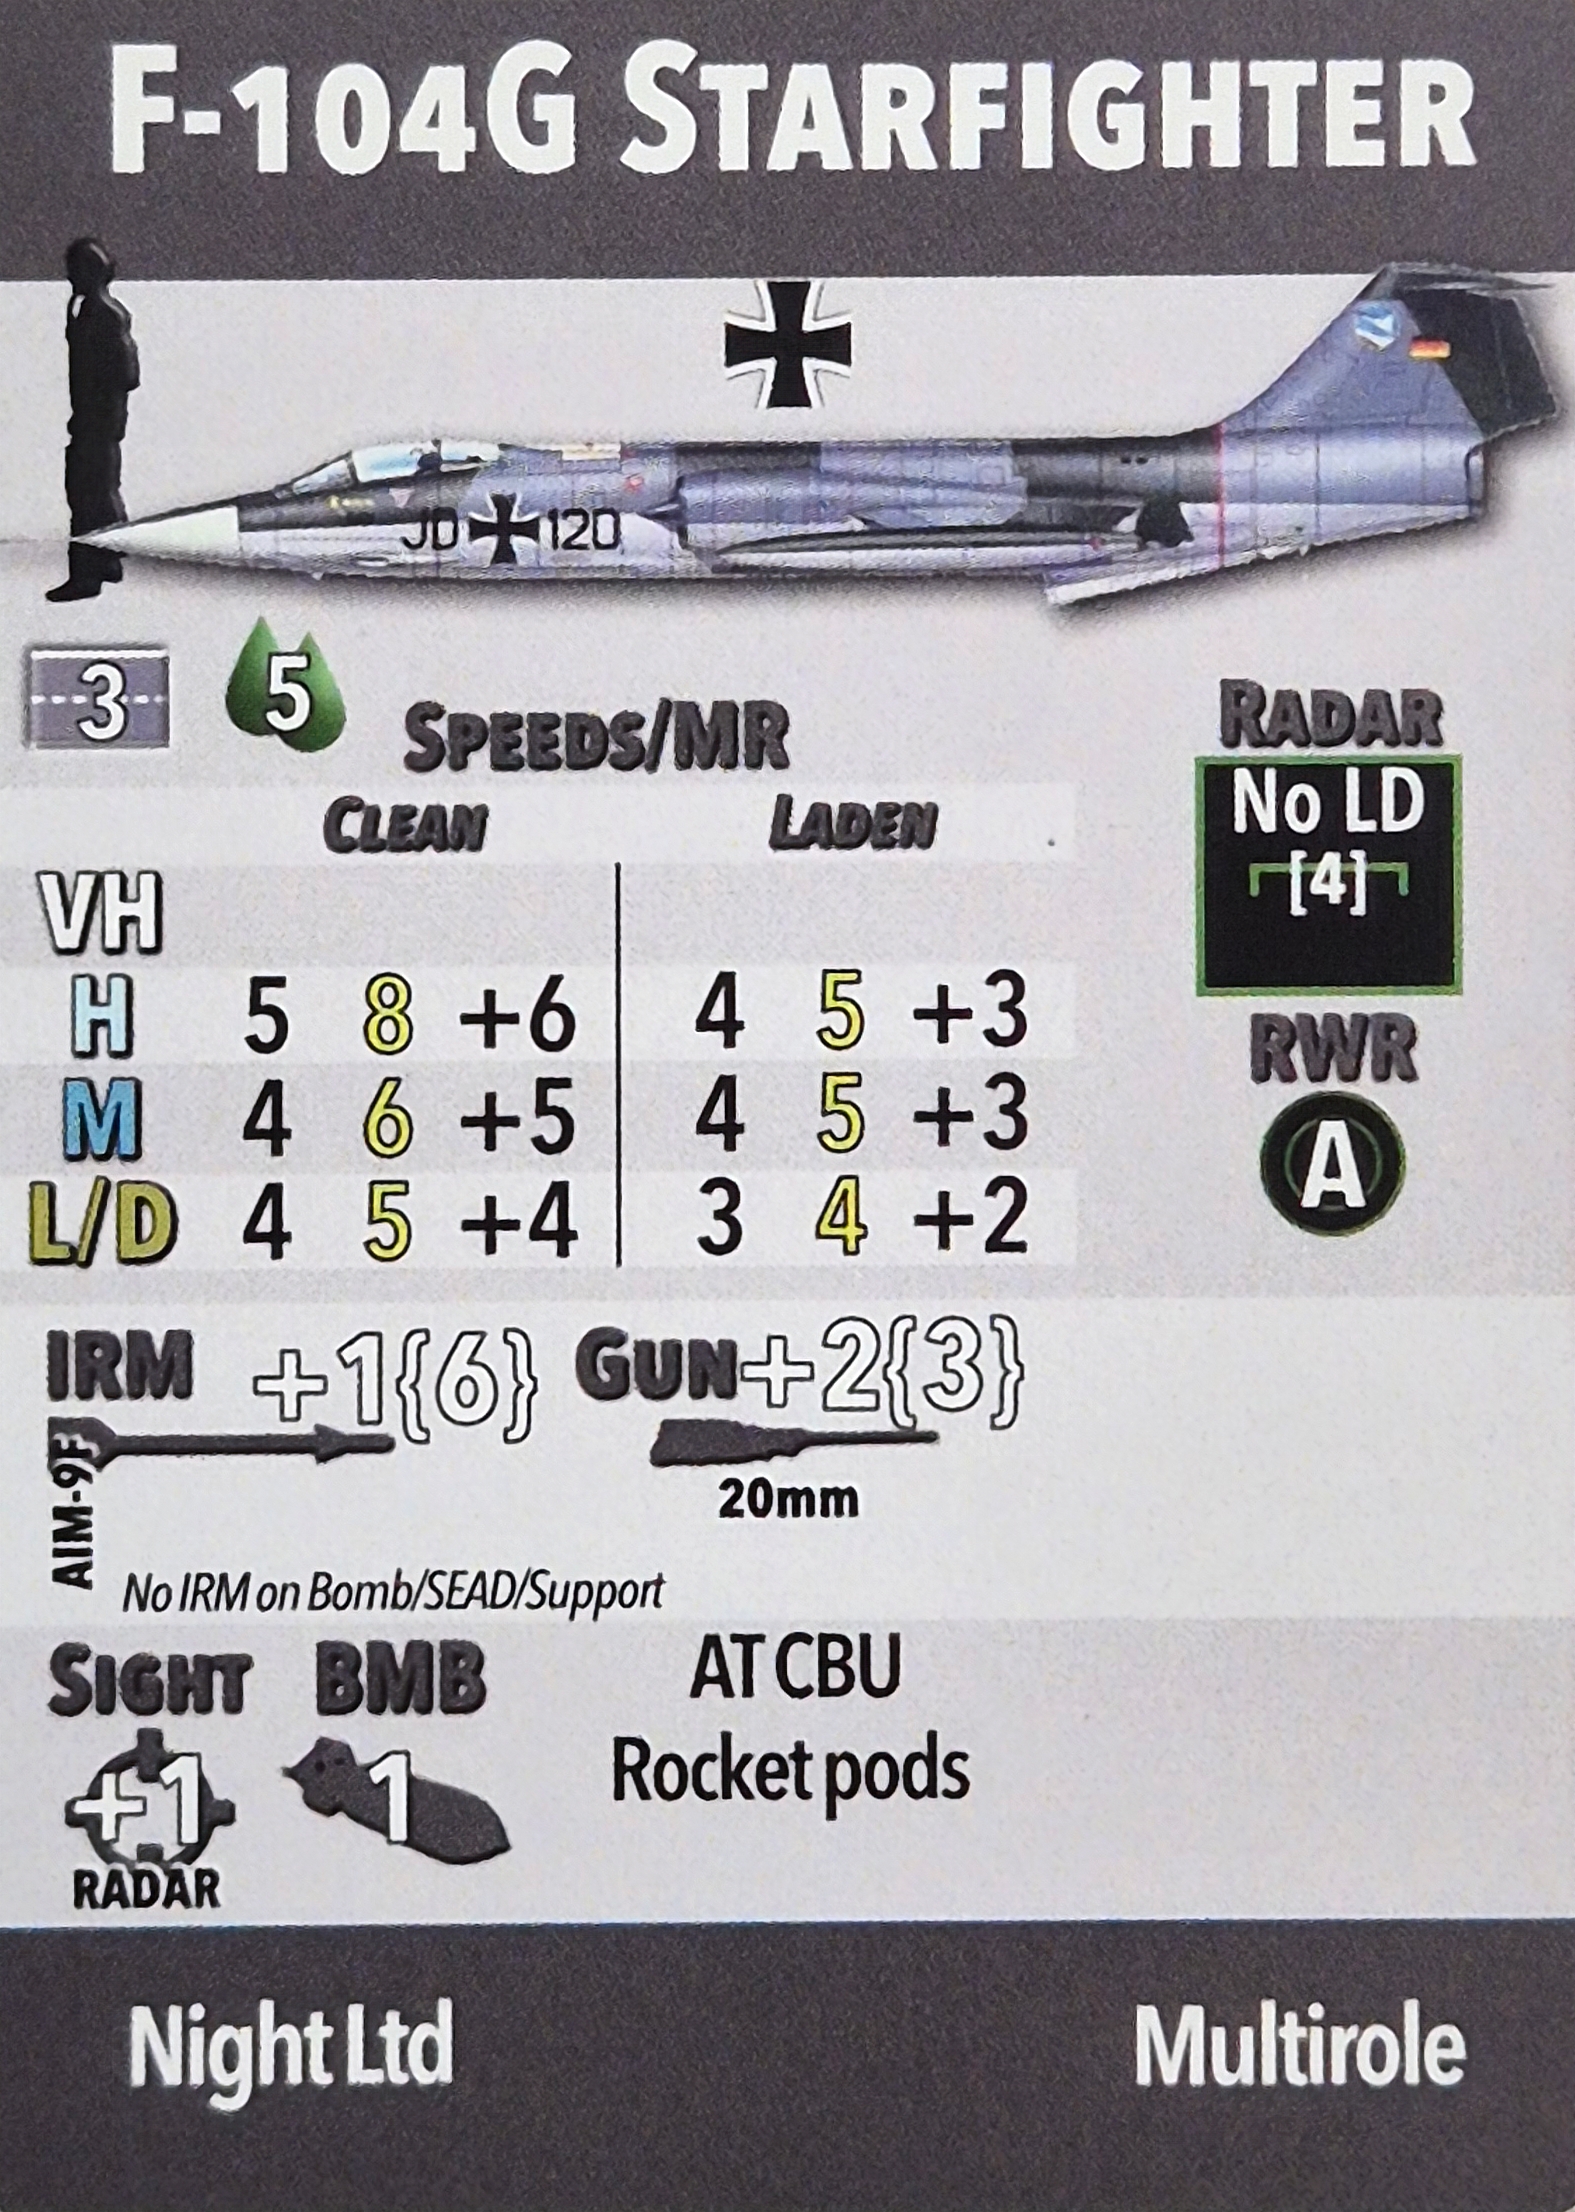 F-104G STARFIGHTER
JD 120
3 5
SPEEDS/MR
RADAR
No LD
[4]
CLEAN LADEN
VH
H 5 8 +6 4 5 +3
M 4 6 +5 4 5 +3
L/D 4 5 +4 3 4 +2
RWR
A
IRM +1{6} GUN +2{3}
AIM-9F
20mm
No IRM on Bomb/SEAD/Support
SIGHT BMB AT CBU
+1 1 Rocket pods
RADAR
Night Ltd Multirole